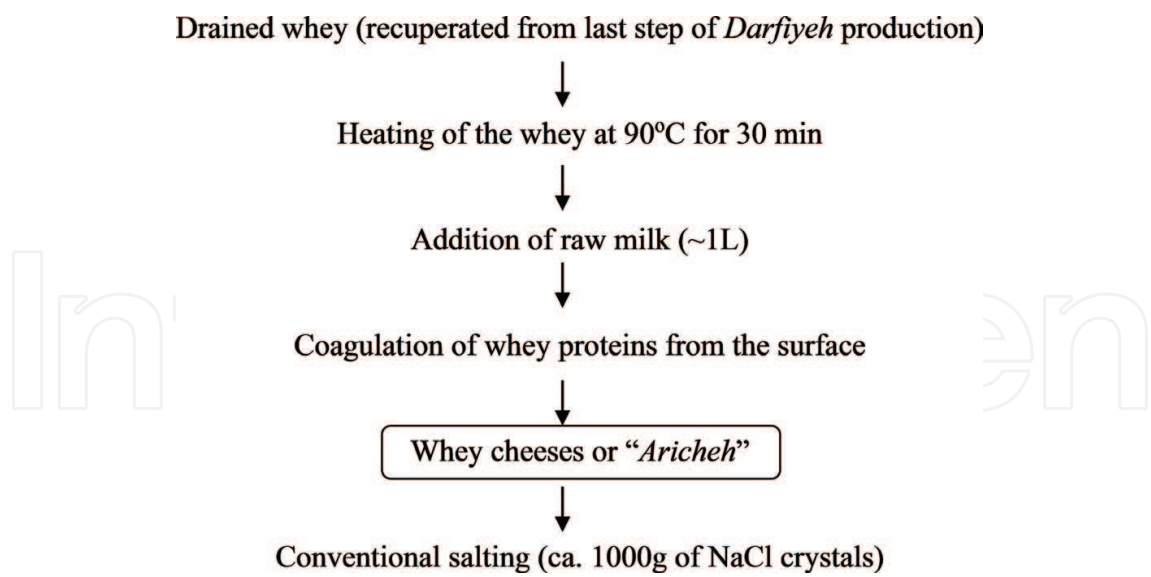 Drained whey (recuperated from last step of Darfiyeh production)
Heating of the whey at 90ºC for 30 min
Addition of raw milk (~1L)
Coagulation of whey proteins from the surface
Whey cheeses or “Aricheh”
Conventional salting (ca. 1000g of NaCl crystals)